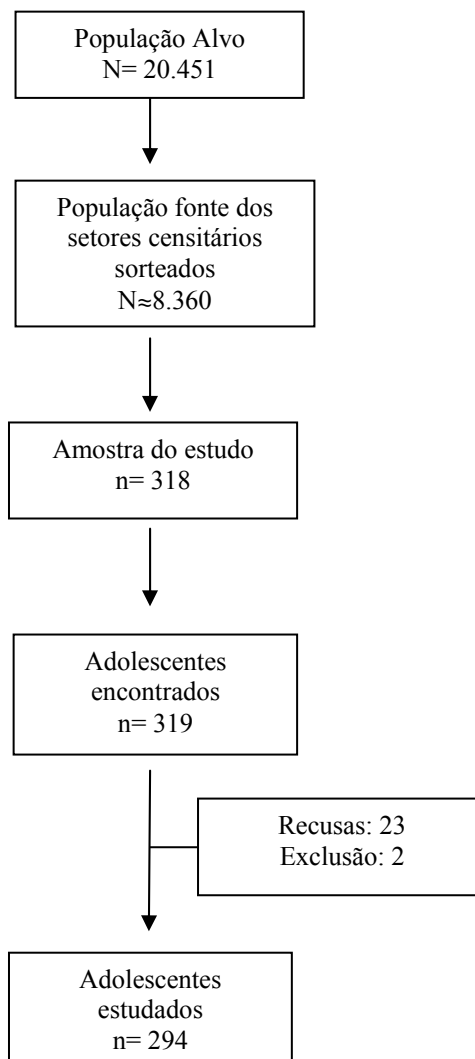 População Alvo
N= 20.451
População fonte dos
setores censitários
sorteados
N≈8.360
Amostra do estudo
n= 318
Adolescentes
encontrados
n= 319
Recusas: 23
Exclusão: 2
Adolescentes
estudados
n= 294